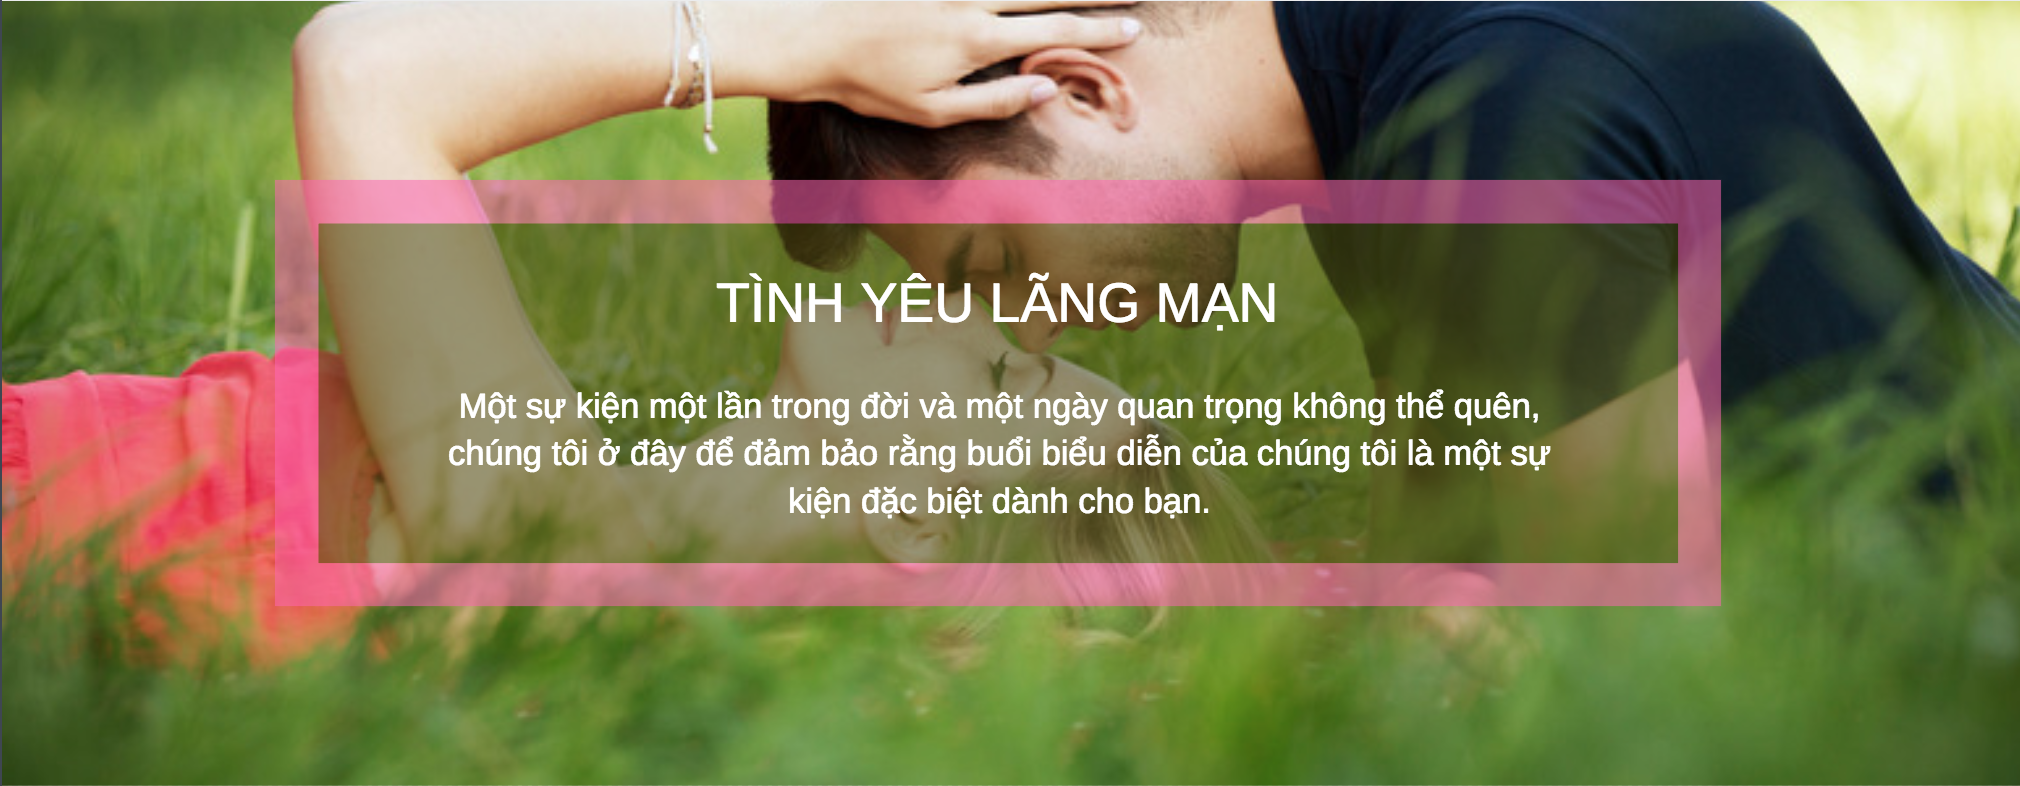 TÌNH YÊU LÃNG MẠN
Một sự kiện một lần trong đời và một ngày quan trọng không thể quên,
chúng tôi ở đây để đảm bảo rằng buổi biểu diễn của chúng tôi là một sự
kiện đặc biệt dành cho bạn.